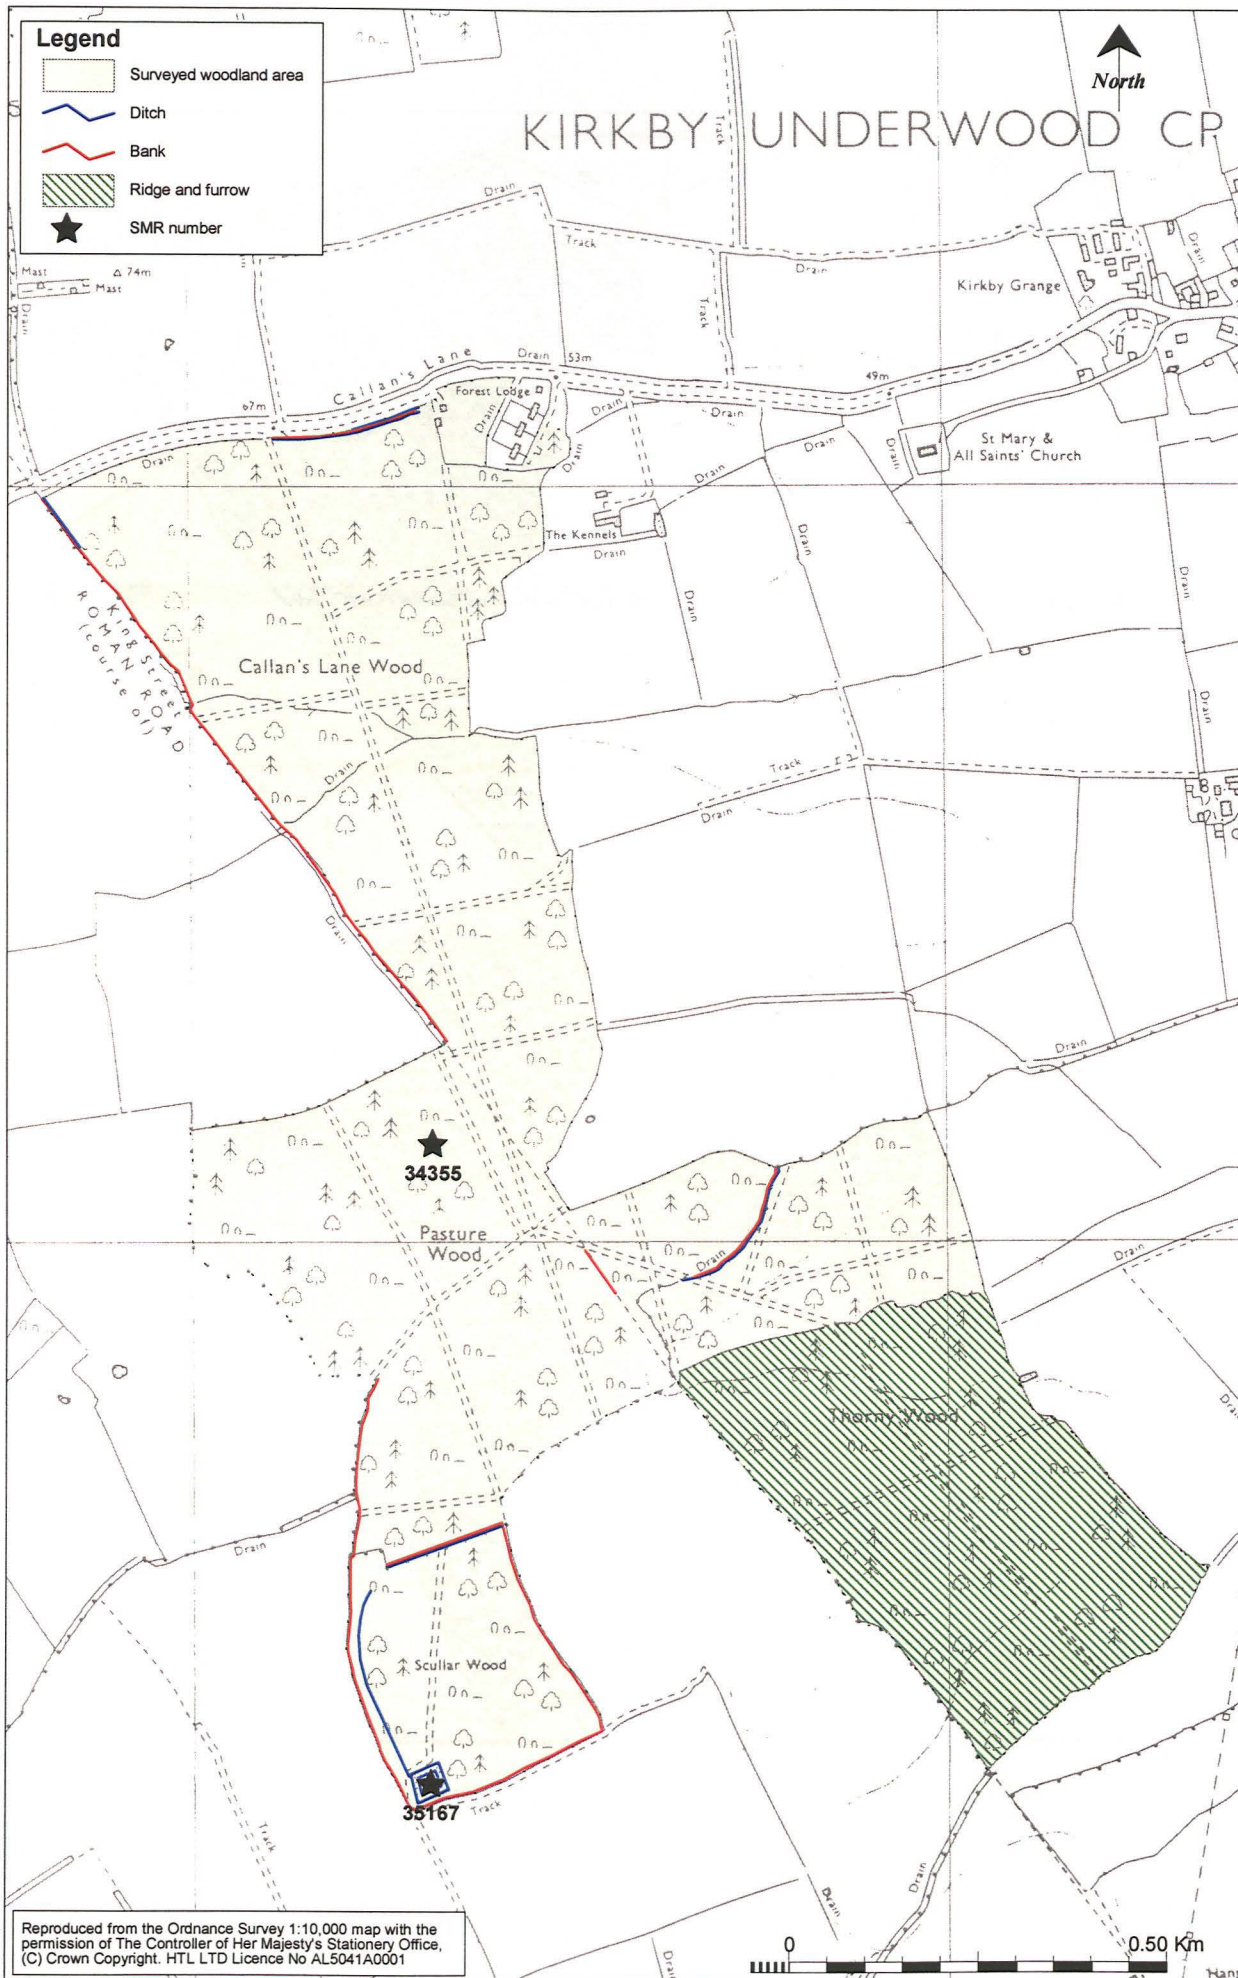 Legend
Surveyed woodland area
Ditch
Bank
Ridge and furrow
SMR number
North
KIRKBY UNDERWOOD CP
Track
Drain
Track
Drain
Drain
Kirkby Grange
Mast
△ 74m
Mast
Drain
Track
Callan's Lane
Drain
53m
49m
67m
Forest Lodge
Drain
Drain
Drain
Drain
Drain
St Mary &
All Saints' Church
Drain
Drain
Drain
The Kennels
Drain
Drain
Drain
Drain
King Street
ROMAN ROAD
(course of)
Callan's Lane Wood
Drain
Drain
Track
Drain
Drain
Drain
34355
Pasture
Wood
Drain
Drain
Thorny Wood
Drain
Scullar Wood
35167
Track
Track
Drain
Drain
Reproduced from the Ordnance Survey 1:10,000 map with the
permission of The Controller of Her Majesty's Stationery Office,
(C) Crown Copyright. HTL LTD Licence No AL5041A0001
0 0.50 Km